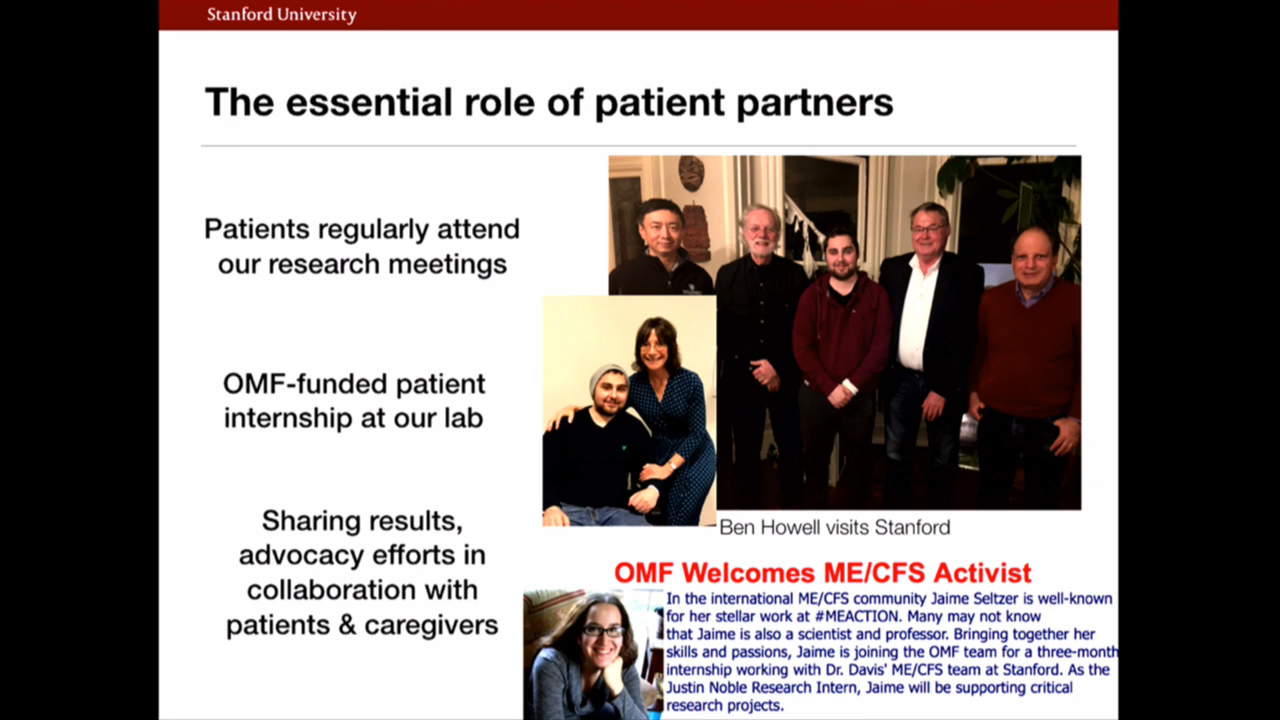 Stanford University
The essential role of patient partners
Patients regularly attend
our research meetings
OMF-funded patient
internship at our lab
Sharing results,
advocacy efforts in
collaboration with
patients & caregivers
Ben Howell visits Stanford
OMF Welcomes ME/CFS Activist
In the international ME/CFS community Jaime Seltzer is well-known
for her stellar work at #MEACTION. Many may not know
that Jaime is also a scientist and professor. Bringing together her
skills and passions, Jaime is joining the OMF team for a three-month
internship working with Dr. Davis' ME/CFS team at Stanford. As the
Justin Noble Research Intern, Jaime will be supporting critical
research projects.